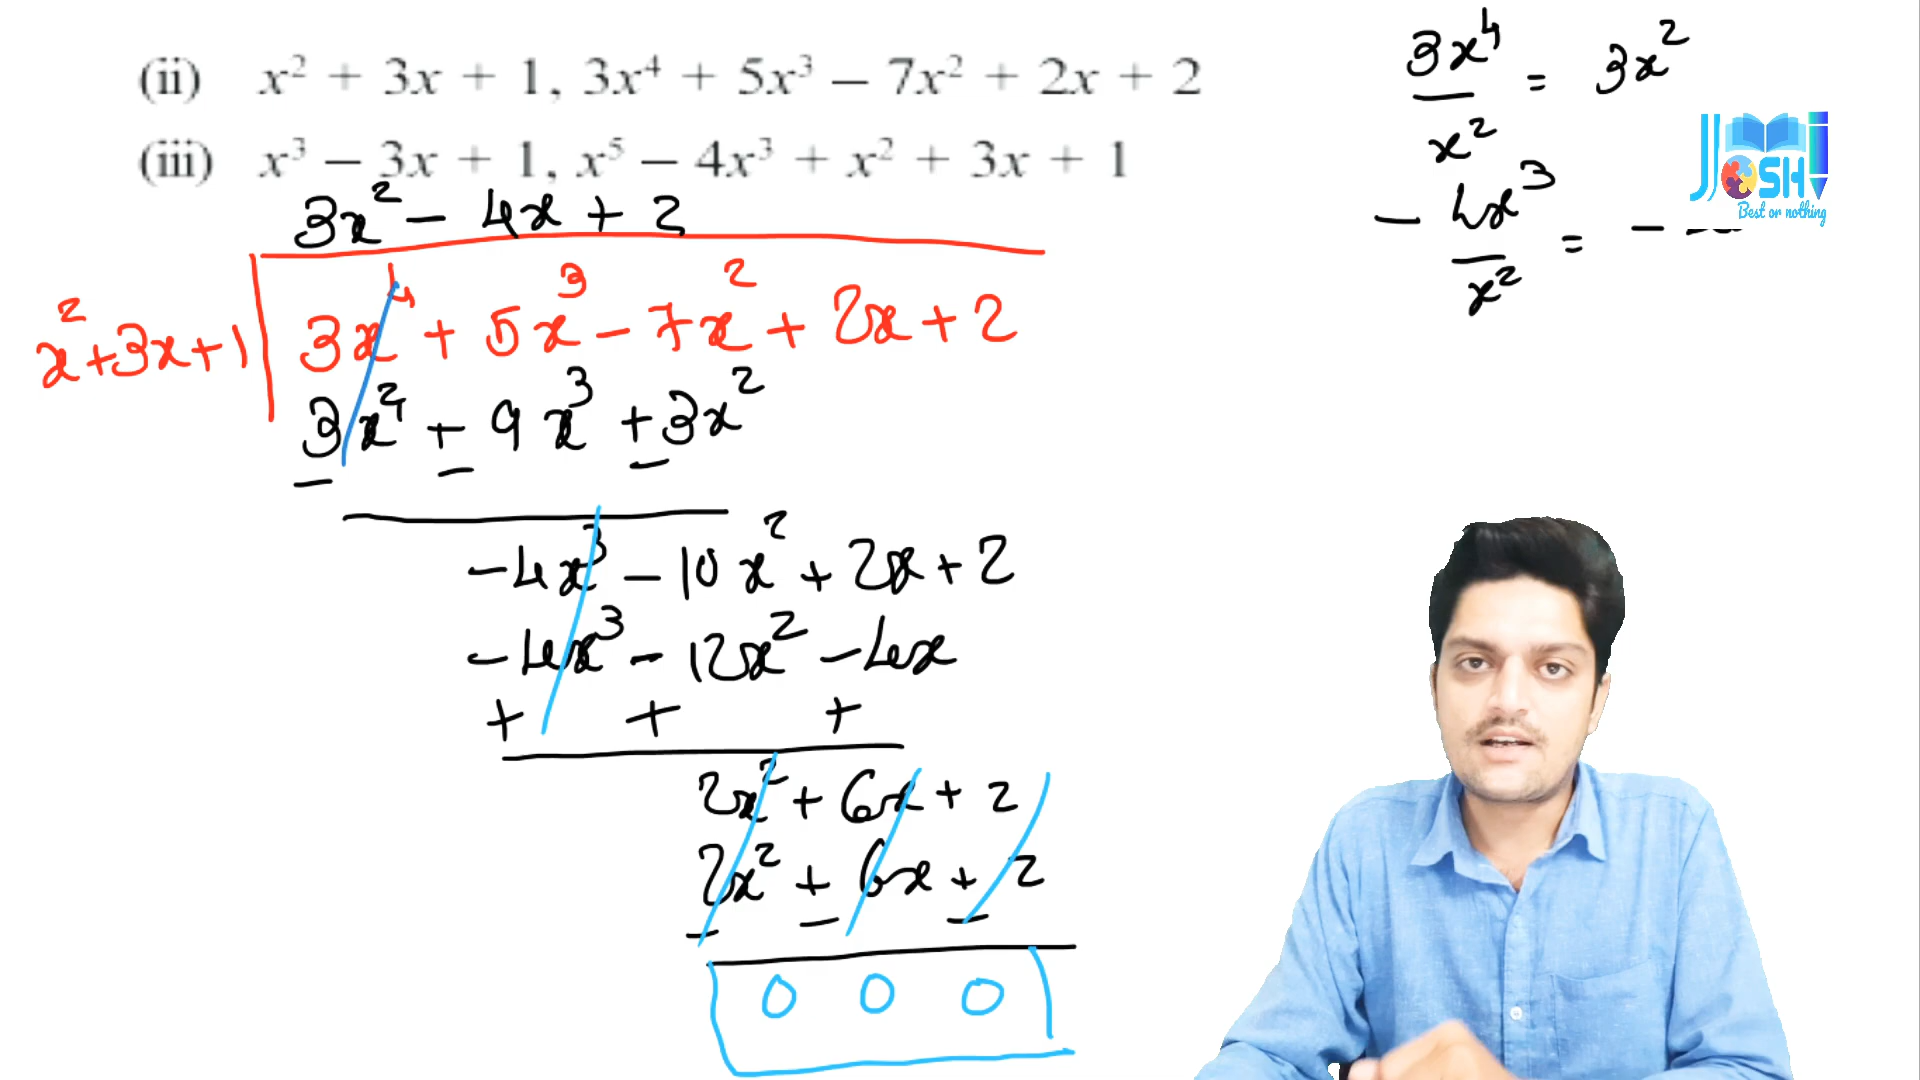 (ii) x² + 3x + 1, 3x⁴ + 5x³ – 7x² + 2x + 2
(iii) x³ – 3x + 1, x⁵ – 4x³ + x² + 3x + 1
3x² - 4x + 2
x² + 3x + 1 3x⁴ + 5x³ - 7x² + 2x + 2
3x⁴ + 9x³ + 3x²
- - -
-4x³ - 10x² + 2x + 2
-4x³ - 12x² - 4x
+ + +
2x² + 6x + 2
2x² + 6x + 2
- - -
0 0 0
3x⁴ / x² = 3x²
- 4x³ / x² = -
JOSH
Best or nothing